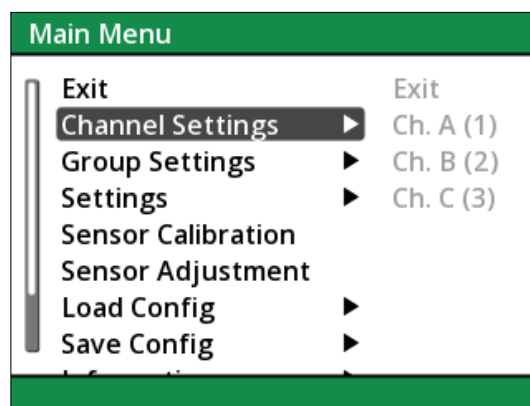 Main Menu
Exit
Channel Settings ▶
Group Settings ▶
Settings ▶
Sensor Calibration
Sensor Adjustment
Load Config ▶
Save Config ▶
Exit
Ch. A (1)
Ch. B (2)
Ch. C (3)